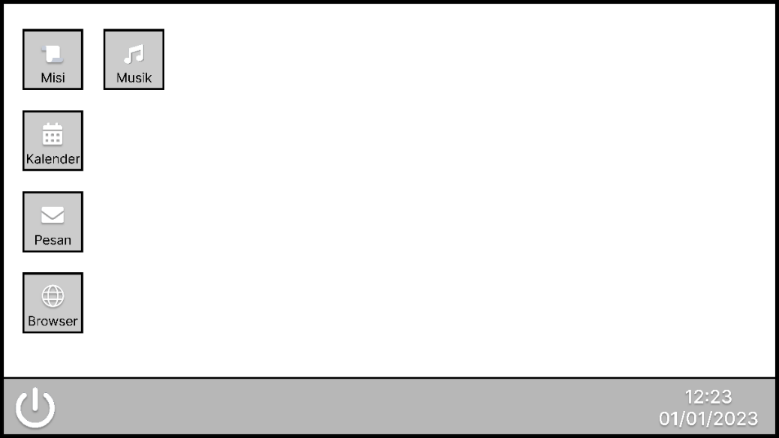 Misi
Musik
Kalender
Pesan
Browser
12:23
01/01/2023